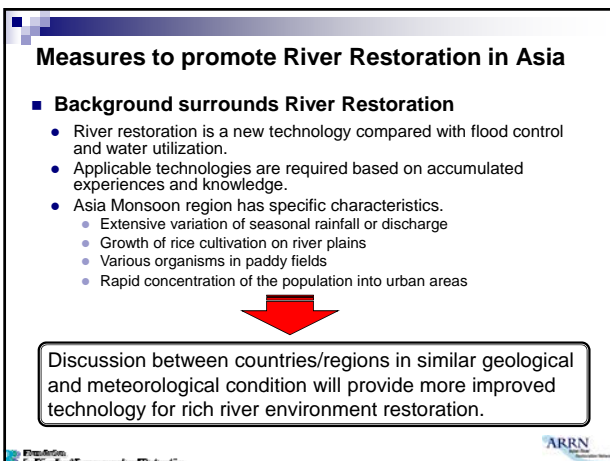 Measures to promote River Restoration in Asia
Background surrounds River Restoration
River restoration is a new technology compared with flood control
and water utilization.
Applicable technologies are required based on accumulated
experiences and knowledge.
Asia Monsoon region has specific characteristics.
Extensive variation of seasonal rainfall or discharge
Growth of rice cultivation on river plains
Various organisms in paddy fields
Rapid concentration of the population into urban areas
Discussion between countries/regions in similar geological
and meteorological condition will provide more improved
technology for rich river environment restoration.
ARRN